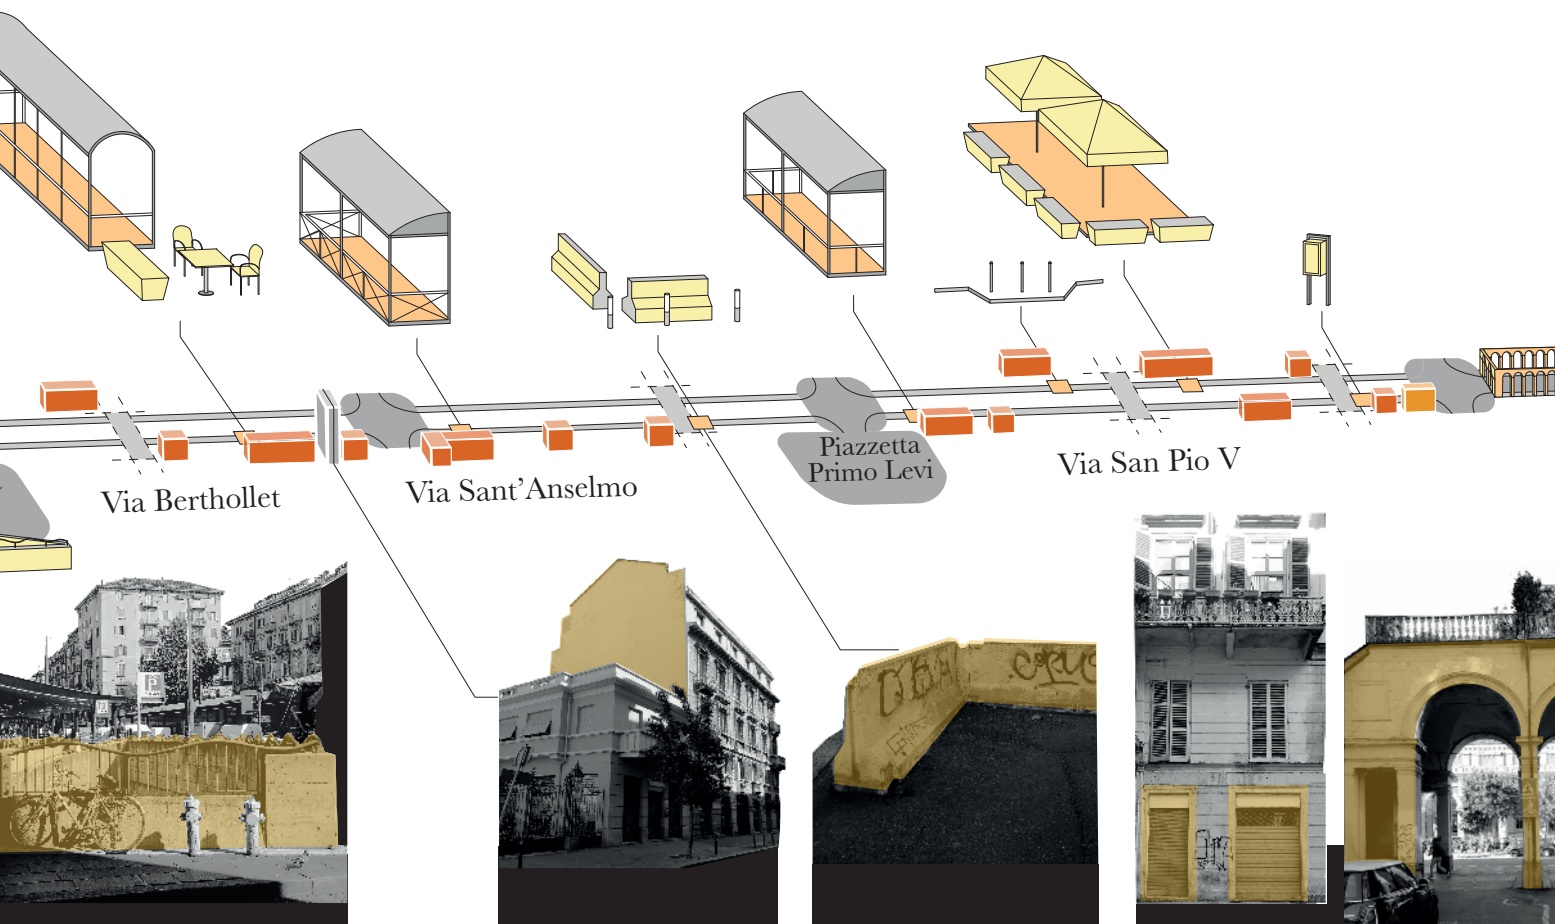 Via Berthollet
Via Sant'Anselmo
Piazzetta
Primo Levi
Via San Pio V
P